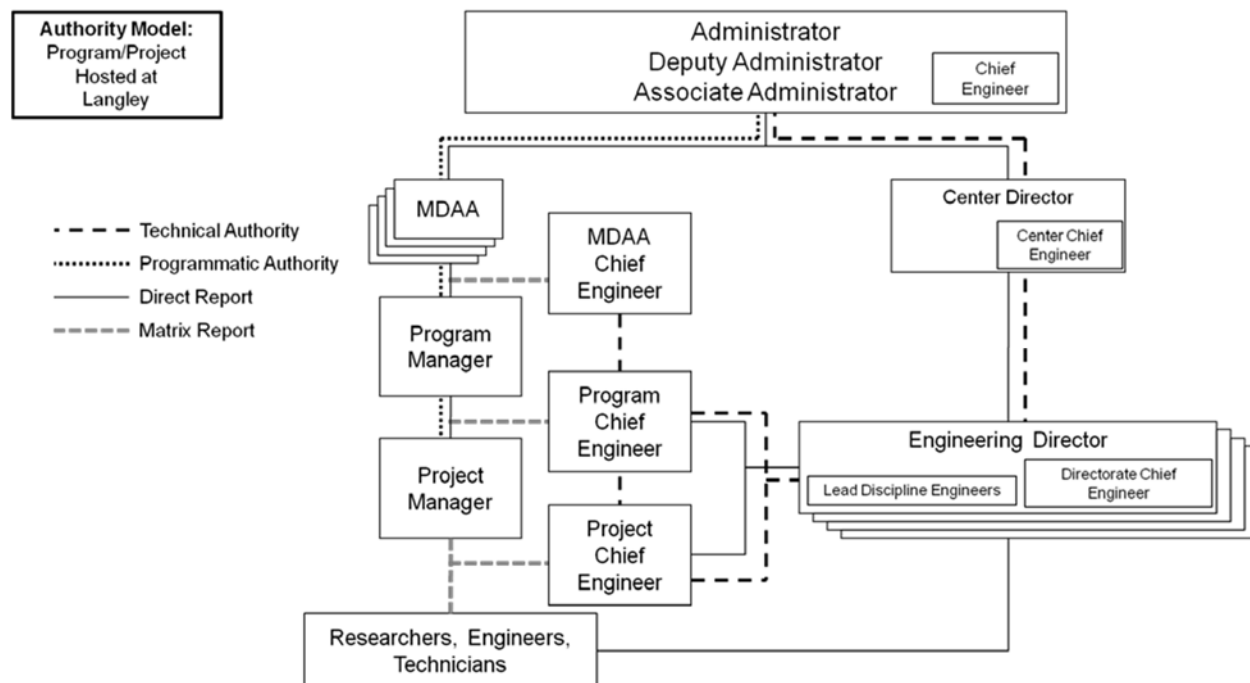 Authority Model:
Program/Project
Hosted at
Langley
Administrator
Deputy Administrator
Associate Administrator
Chief
Engineer
MDAA
MDAA
Chief
Engineer
Center Director
Center Chief
Engineer
Technical Authority
Programmatic Authority
Direct Report
Matrix Report
Program
Manager
Program
Chief
Engineer
Engineering Director
Lead Discipline Engineers
Directorate Chief
Engineer
Project
Manager
Project
Chief
Engineer
Researchers, Engineers,
Technicians